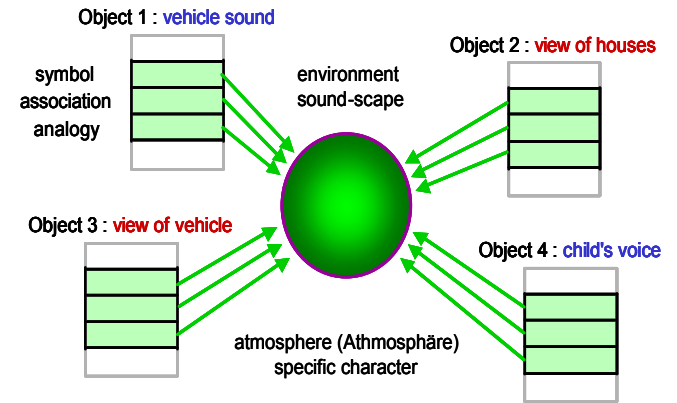 Object 1 : vehicle sound
symbol
association
analogy
environment
sound-scape
Object 2 : view of houses
Object 3 : view of vehicle
Object 4 : child's voice
atmosphere (Athmosphäre)
specific character